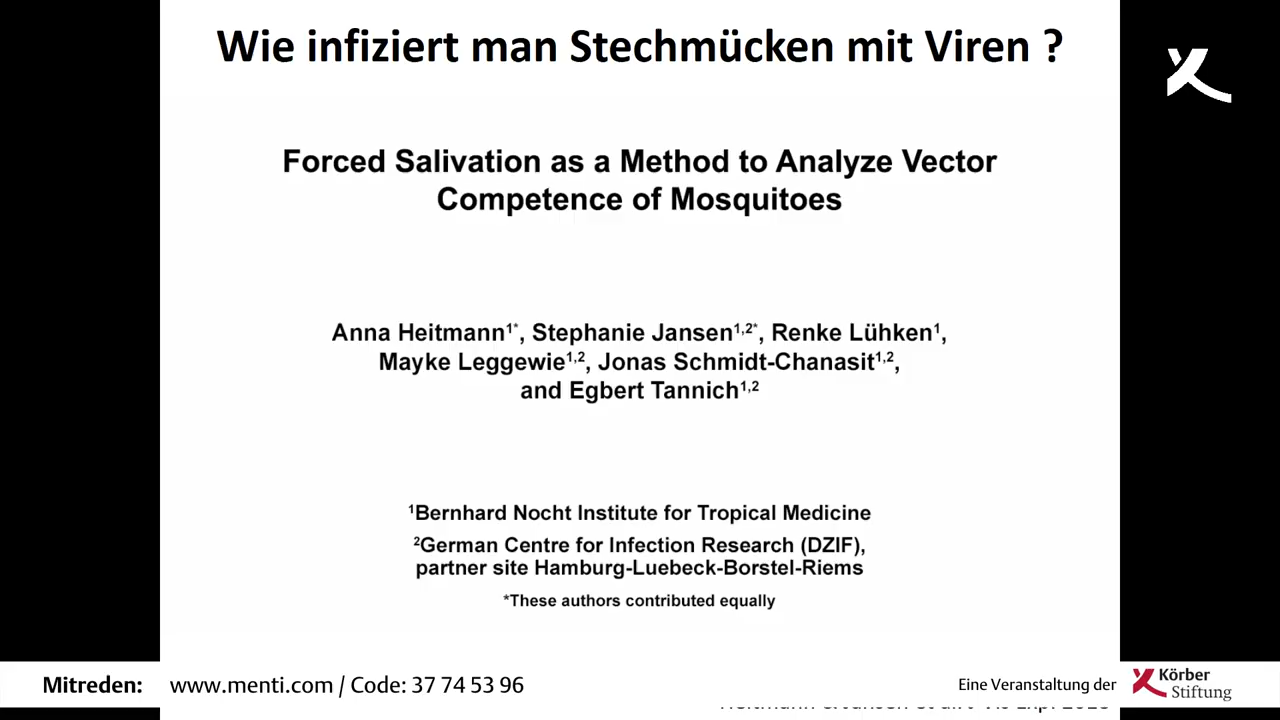 Wie infiziert man Stechmücken mit Viren ?
Forced Salivation as a Method to Analyze Vector
Competence of Mosquitoes
Anna Heitmann¹*, Stephanie Jansen¹,²*, Renke Lühken¹,
Mayke Leggewie¹,², Jonas Schmidt-Chanasit¹,²,
and Egbert Tannich¹,²
¹Bernhard Nocht Institute for Tropical Medicine
²German Centre for Infection Research (DZIF),
partner site Hamburg-Luebeck-Borstel-Riems
*These authors contributed equally
Mitreden: www.menti.com / Code: 37 74 53 96
Eine Veranstaltung der
Körber
Stiftung